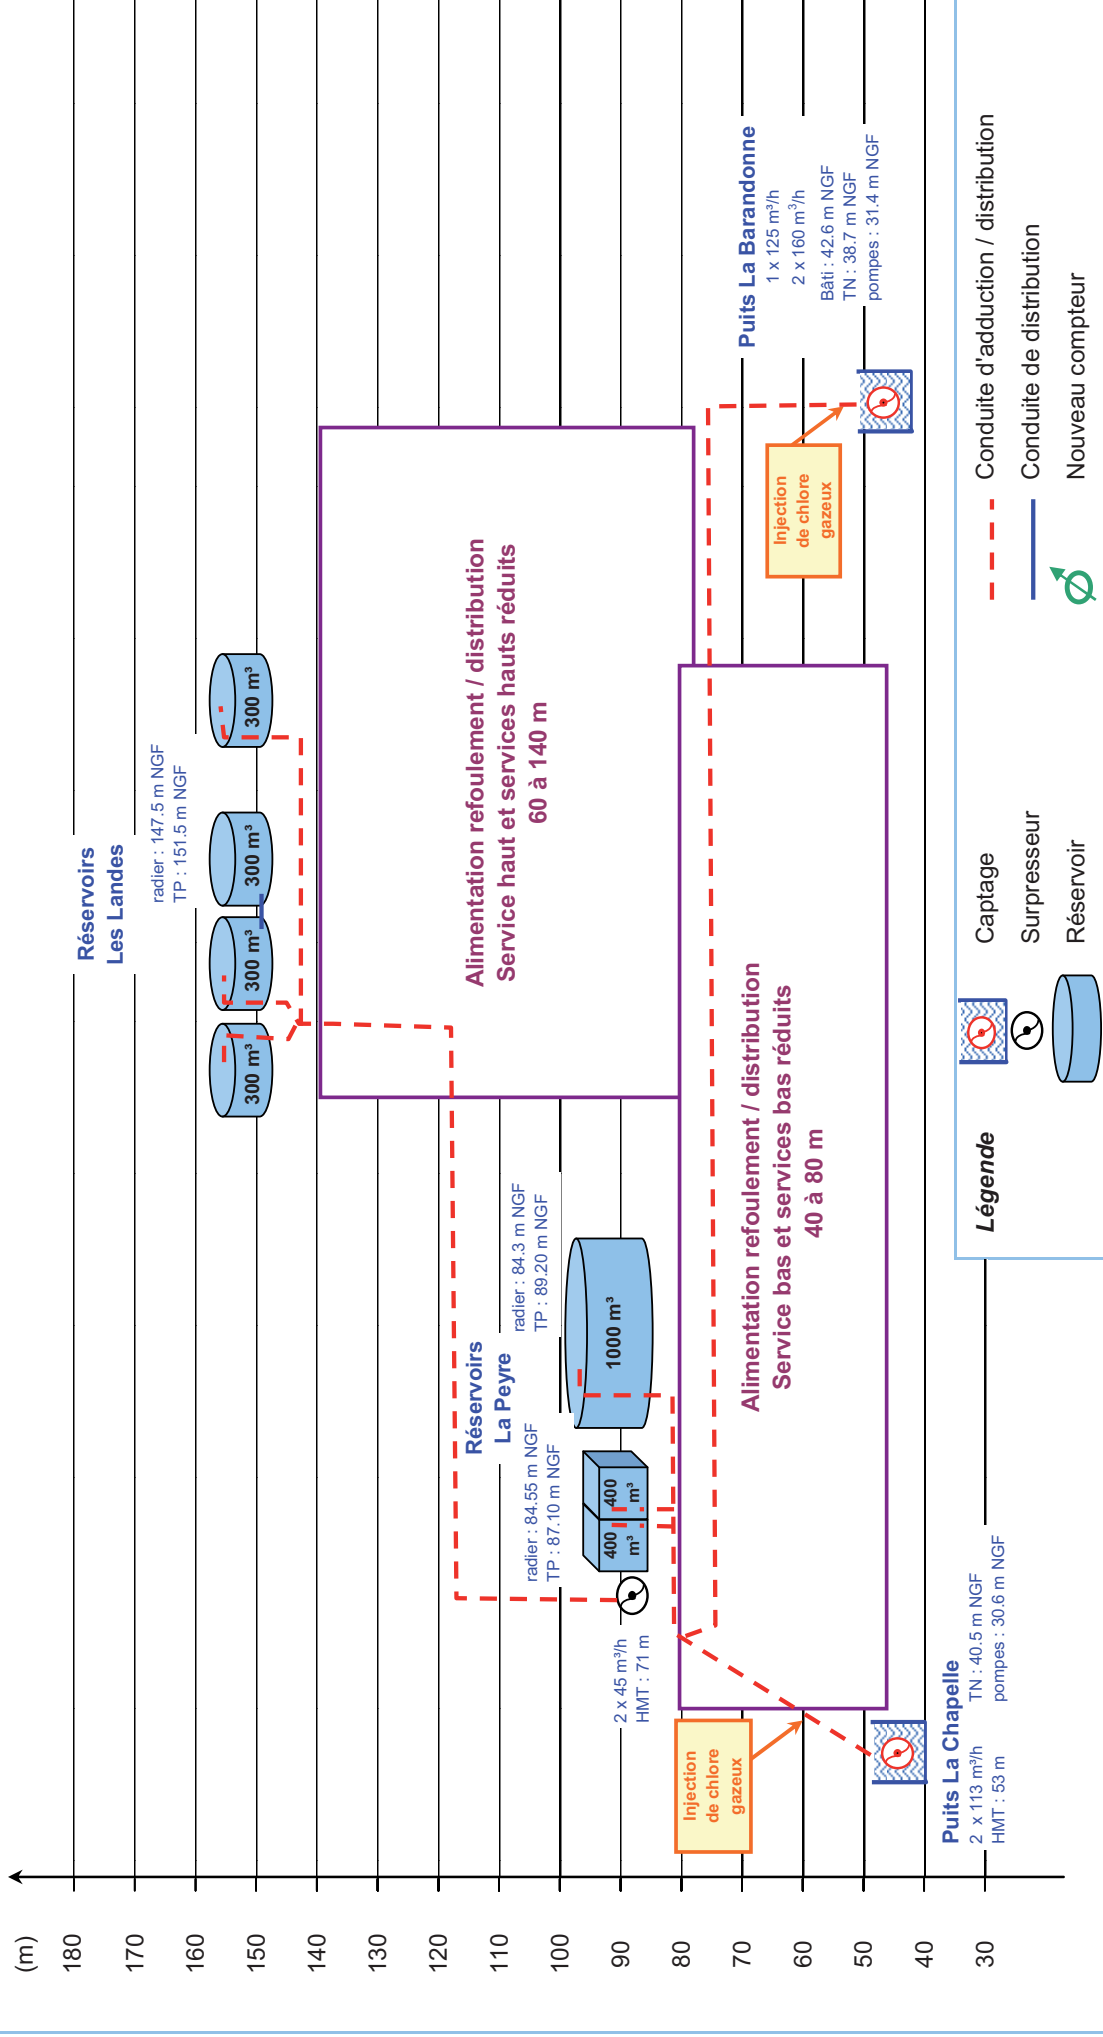 (m)
180
170
160
150
140
130
120
110
100
90
80
70
60
50
40
30
Réservoirs
Les Landes
radier : 147.5 m NGF
TP : 151.5 m NGF
300 m³
300 m³
300 m³
300 m³
Alimentation refoulement / distribution
Service haut et services hauts réduits
60 à 140 m
Réservoirs
La Peyre
radier : 84.3 m NGF
TP : 89.20 m NGF
radier : 84.55 m NGF
TP : 87.10 m NGF
400
m³
400
m³
1000 m³
2 x 45 m³/h
HMT : 71 m
Alimentation refoulement / distribution
Service bas et services bas réduits
40 à 80 m
Injection
de chlore
gazeux
Injection
de chlore
gazeux
Puits La Barandonne
1 x 125 m³/h
2 x 160 m³/h
Bâti : 42.6 m NGF
TN : 38.7 m NGF
pompes : 31.4 m NGF
Puits La Chapelle
2 x 113 m³/h
HMT : 53 m
TN : 40.5 m NGF
pompes : 30.6 m NGF
Légende
Captage
Surpresseur
Réservoir
Conduite d'adduction / distribution
Conduite de distribution
Nouveau compteur